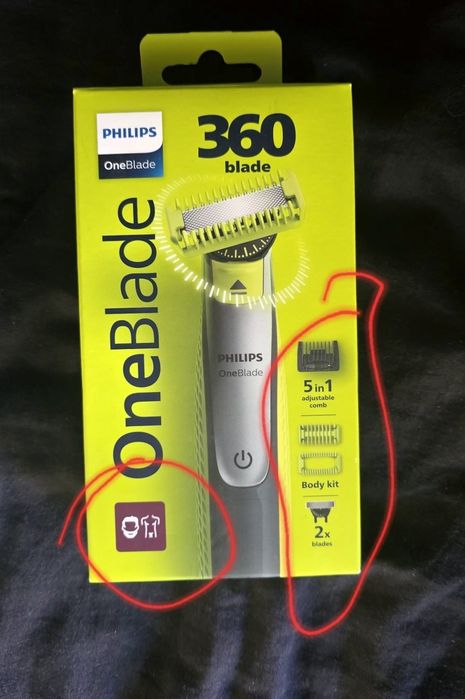 PHILIPS
OneBlade
360
blade
OneBlade
PHILIPS
OneBlade
5 in 1
adjustable
comb
Body kit
2x
blades